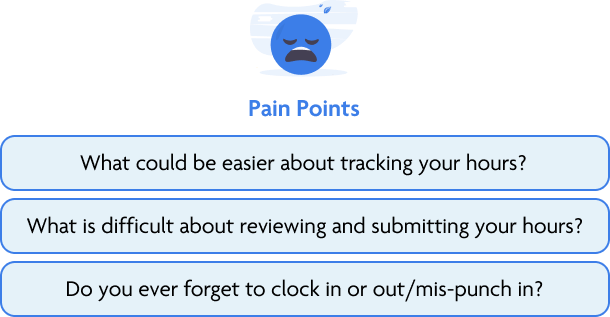 Pain Points
What could be easier about tracking your hours?
What is difficult about reviewing and submitting your hours?
Do you ever forget to clock in or out/mis-punch in?